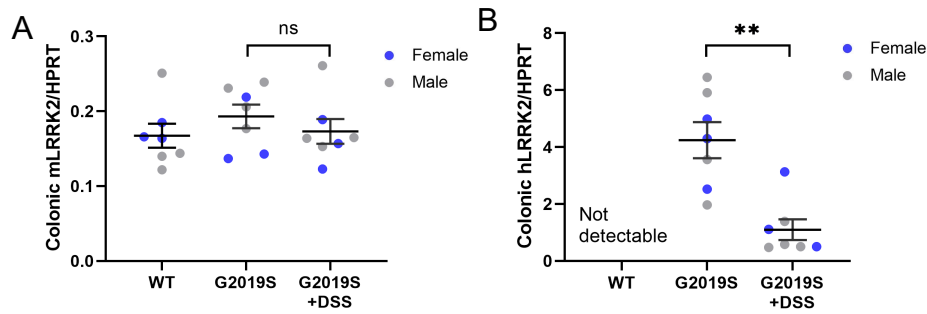 A
Colonic mLRRK2/HPRT
0.3
0.2
0.1
0.0
ns
Female
Male
WT
G2019S
G2019S
+DSS
B
Colonic hLRRK2/HPRT
8
6
4
2
0
**
Female
Male
Not
detectable
WT
G2019S
G2019S
+DSS